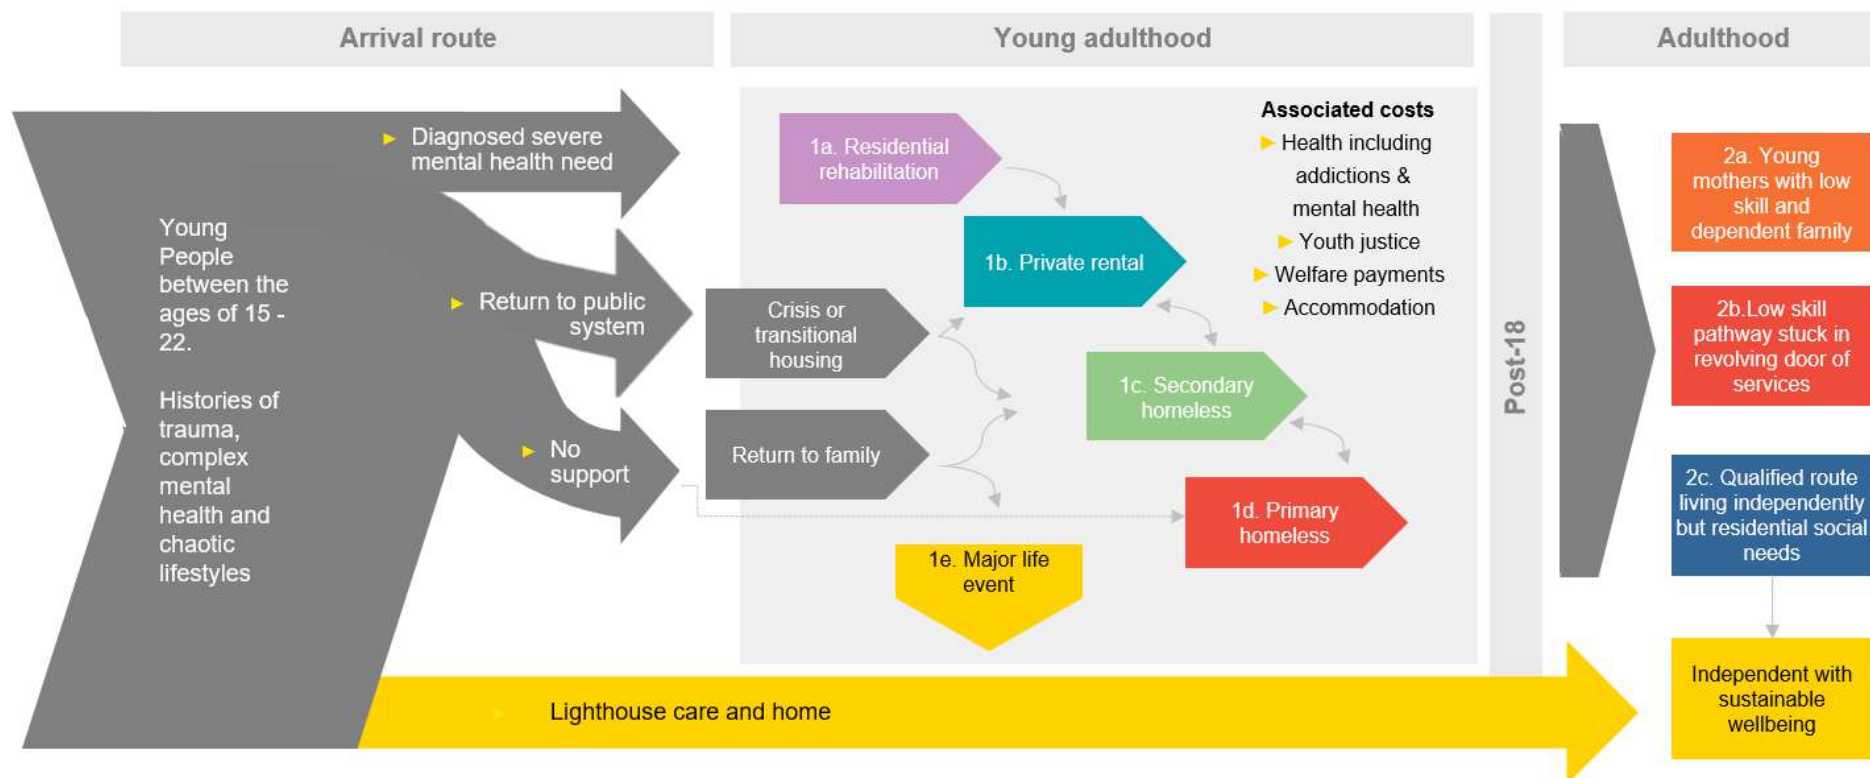 Arrival route
Young adulthood
Adulthood
Post-18
Young
People
between the
ages of 15 -
22.
Histories of
trauma,
complex
mental
health and
chaotic
lifestyles
Diagnosed severe
mental health need
Return to public
system
No
support
Lighthouse care and home
Crisis or
transitional
housing
Return to family
1a. Residential
rehabilitation
1b. Private rental
1c. Secondary
homeless
1d. Primary
homeless
1e. Major life
event
Associated costs
Health including
addictions &
mental health
Youth justice
Welfare payments
Accommodation
2a. Young
mothers with low
skill and
dependent family
2b.Low skill
pathway stuck in
revolving door of
services
2c. Qualified route
living independently
but residential social
needs
Independent with
sustainable
wellbeing